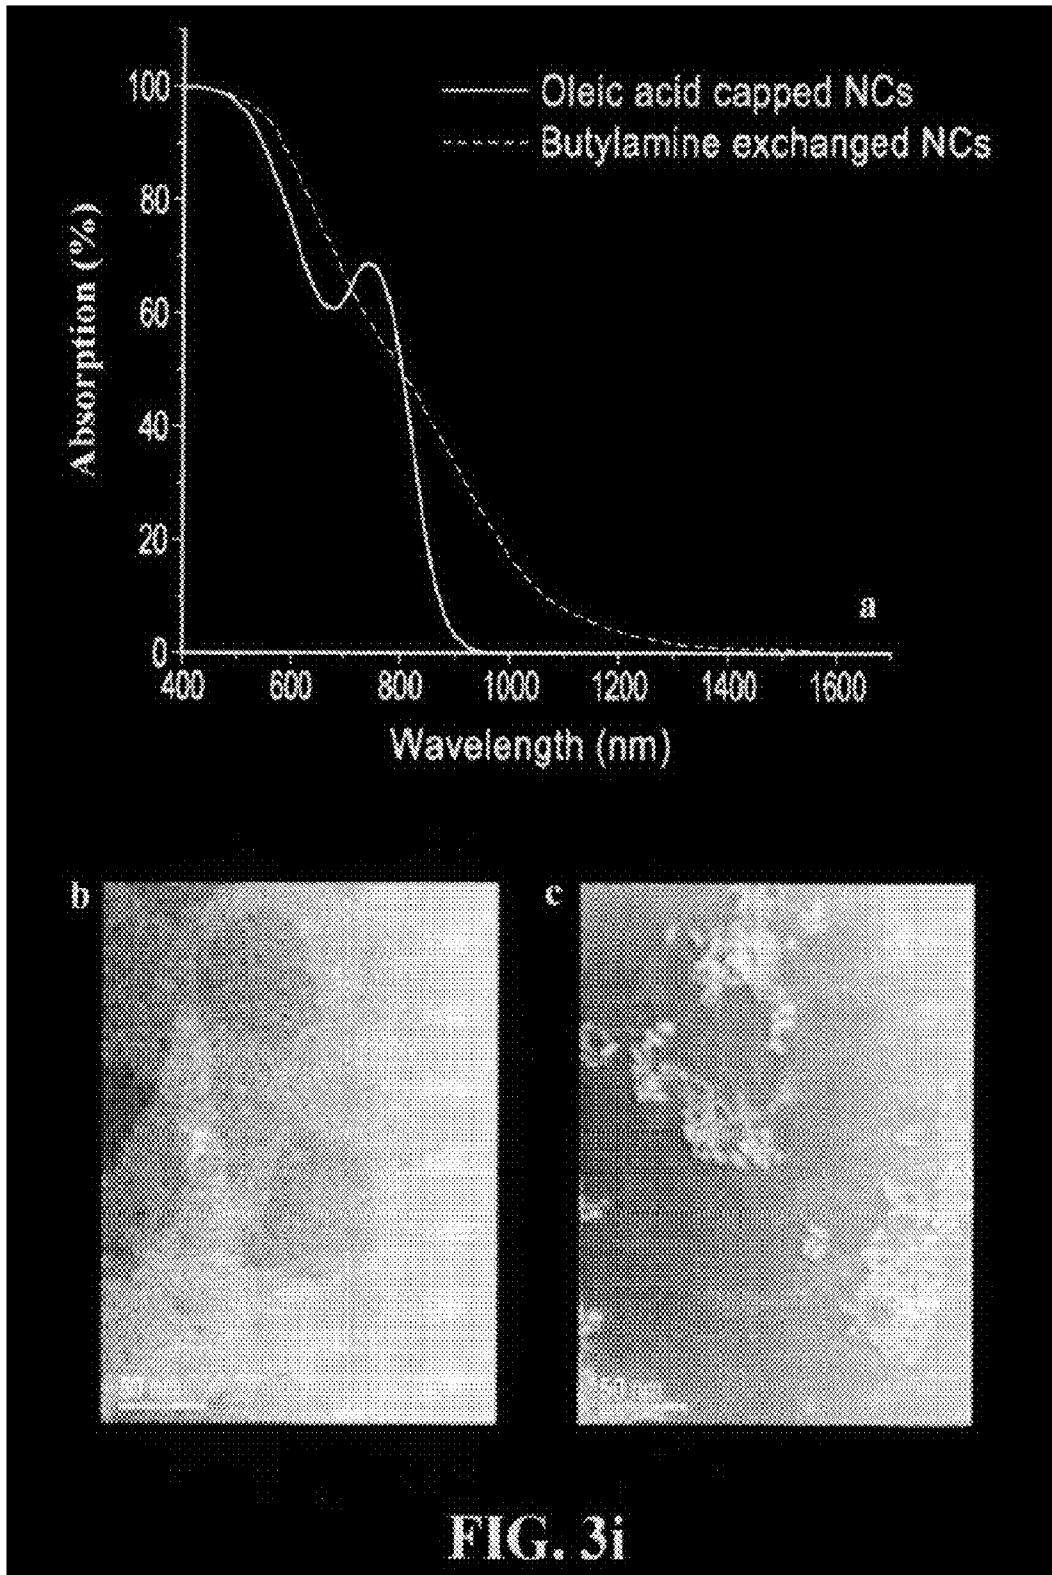 Oleic acid capped NCs
Butylamine exchanged NCs
Absorption (%)
100
80
60
40
20
0
400 600 800 1000 1200 1400 1600
Wavelength (nm)
a
b
c
50 nm
FIG. 3i